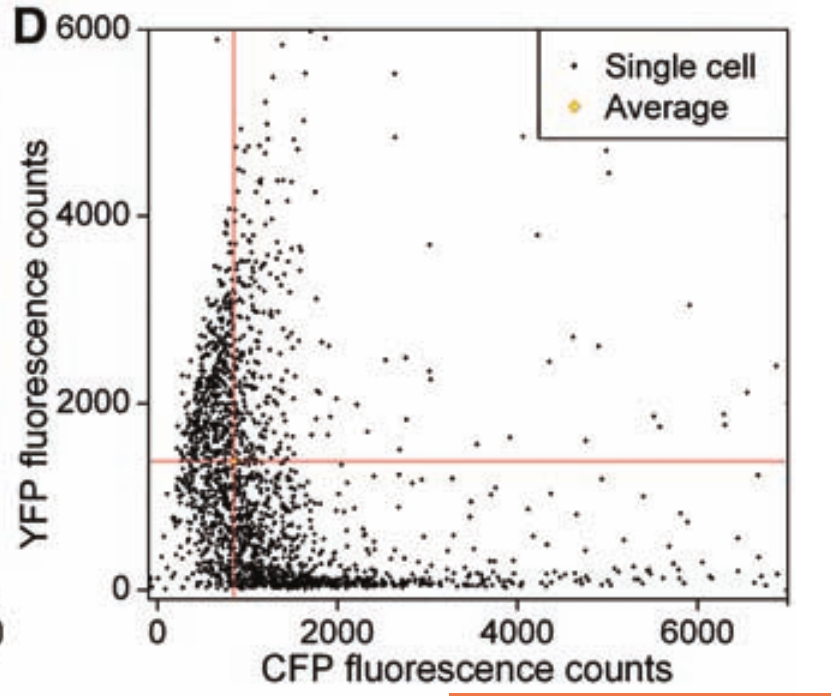 D
6000
4000
2000
0
YFP fluorescence counts
Single cell
Average
0 2000 4000 6000
CFP fluorescence counts